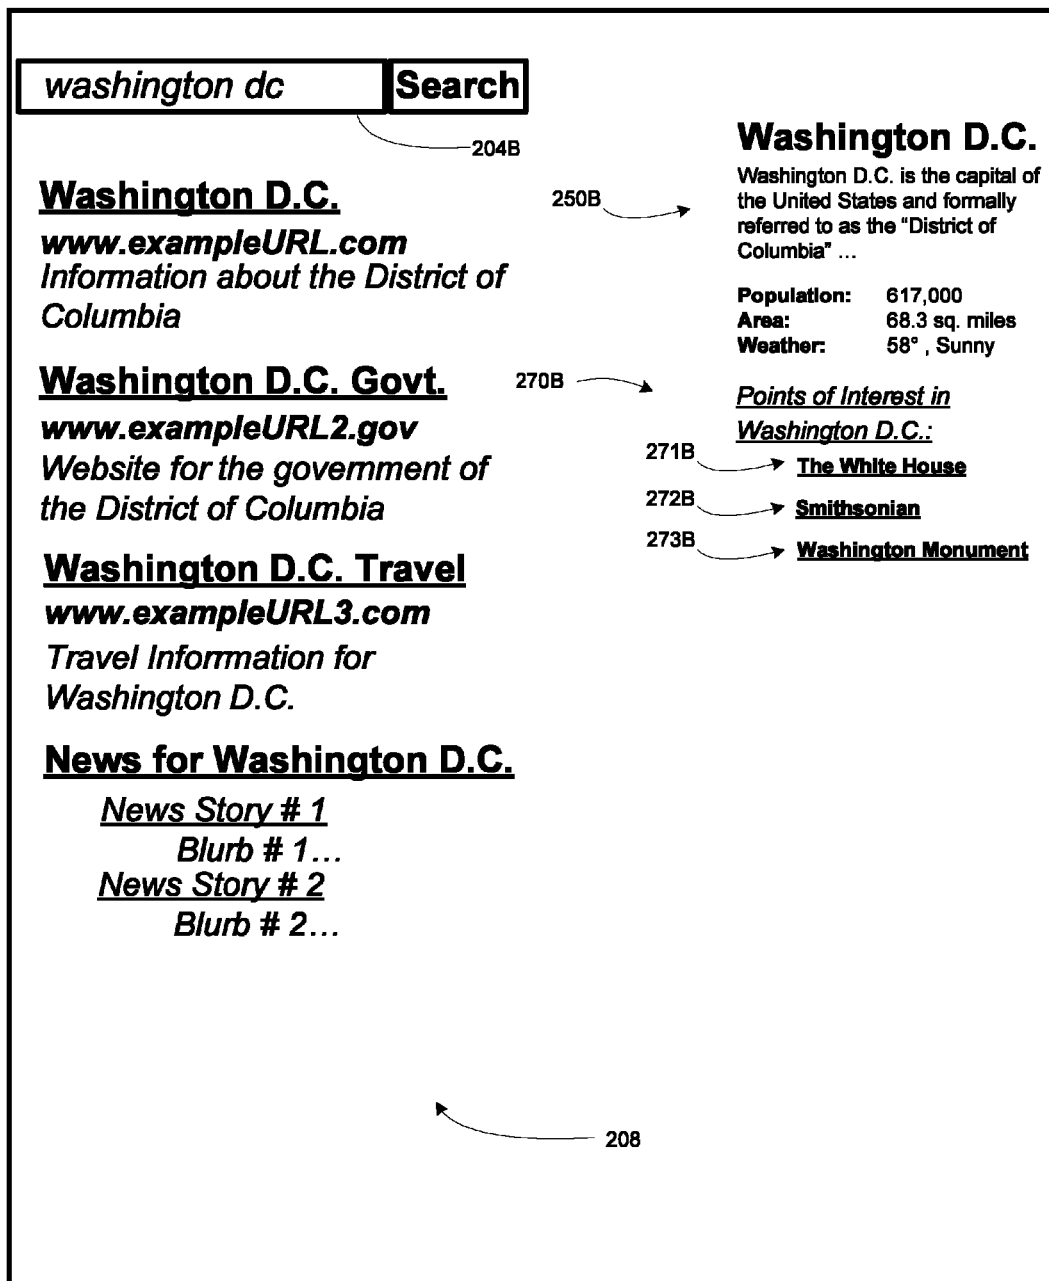 washington dc Search
204B
Washington D.C.
www.exampleURL.com
Information about the District of
Columbia
Washington D.C. Govt.
www.exampleURL2.gov
Website for the government of
the District of Columbia
Washington D.C. Travel
www.exampleURL3.com
Travel Information for
Washington D.C.
News for Washington D.C.
News Story # 1
Blurb # 1...
News Story # 2
Blurb # 2...
250B
Washington D.C.
Washington D.C. is the capital of
the United States and formally
referred to as the “District of
Columbia” ...
Population: 617,000
Area: 68.3 sq. miles
Weather: 58° , Sunny
270B
Points of Interest in
Washington D.C.:
271B The White House
272B Smithsonian
273B Washington Monument
208